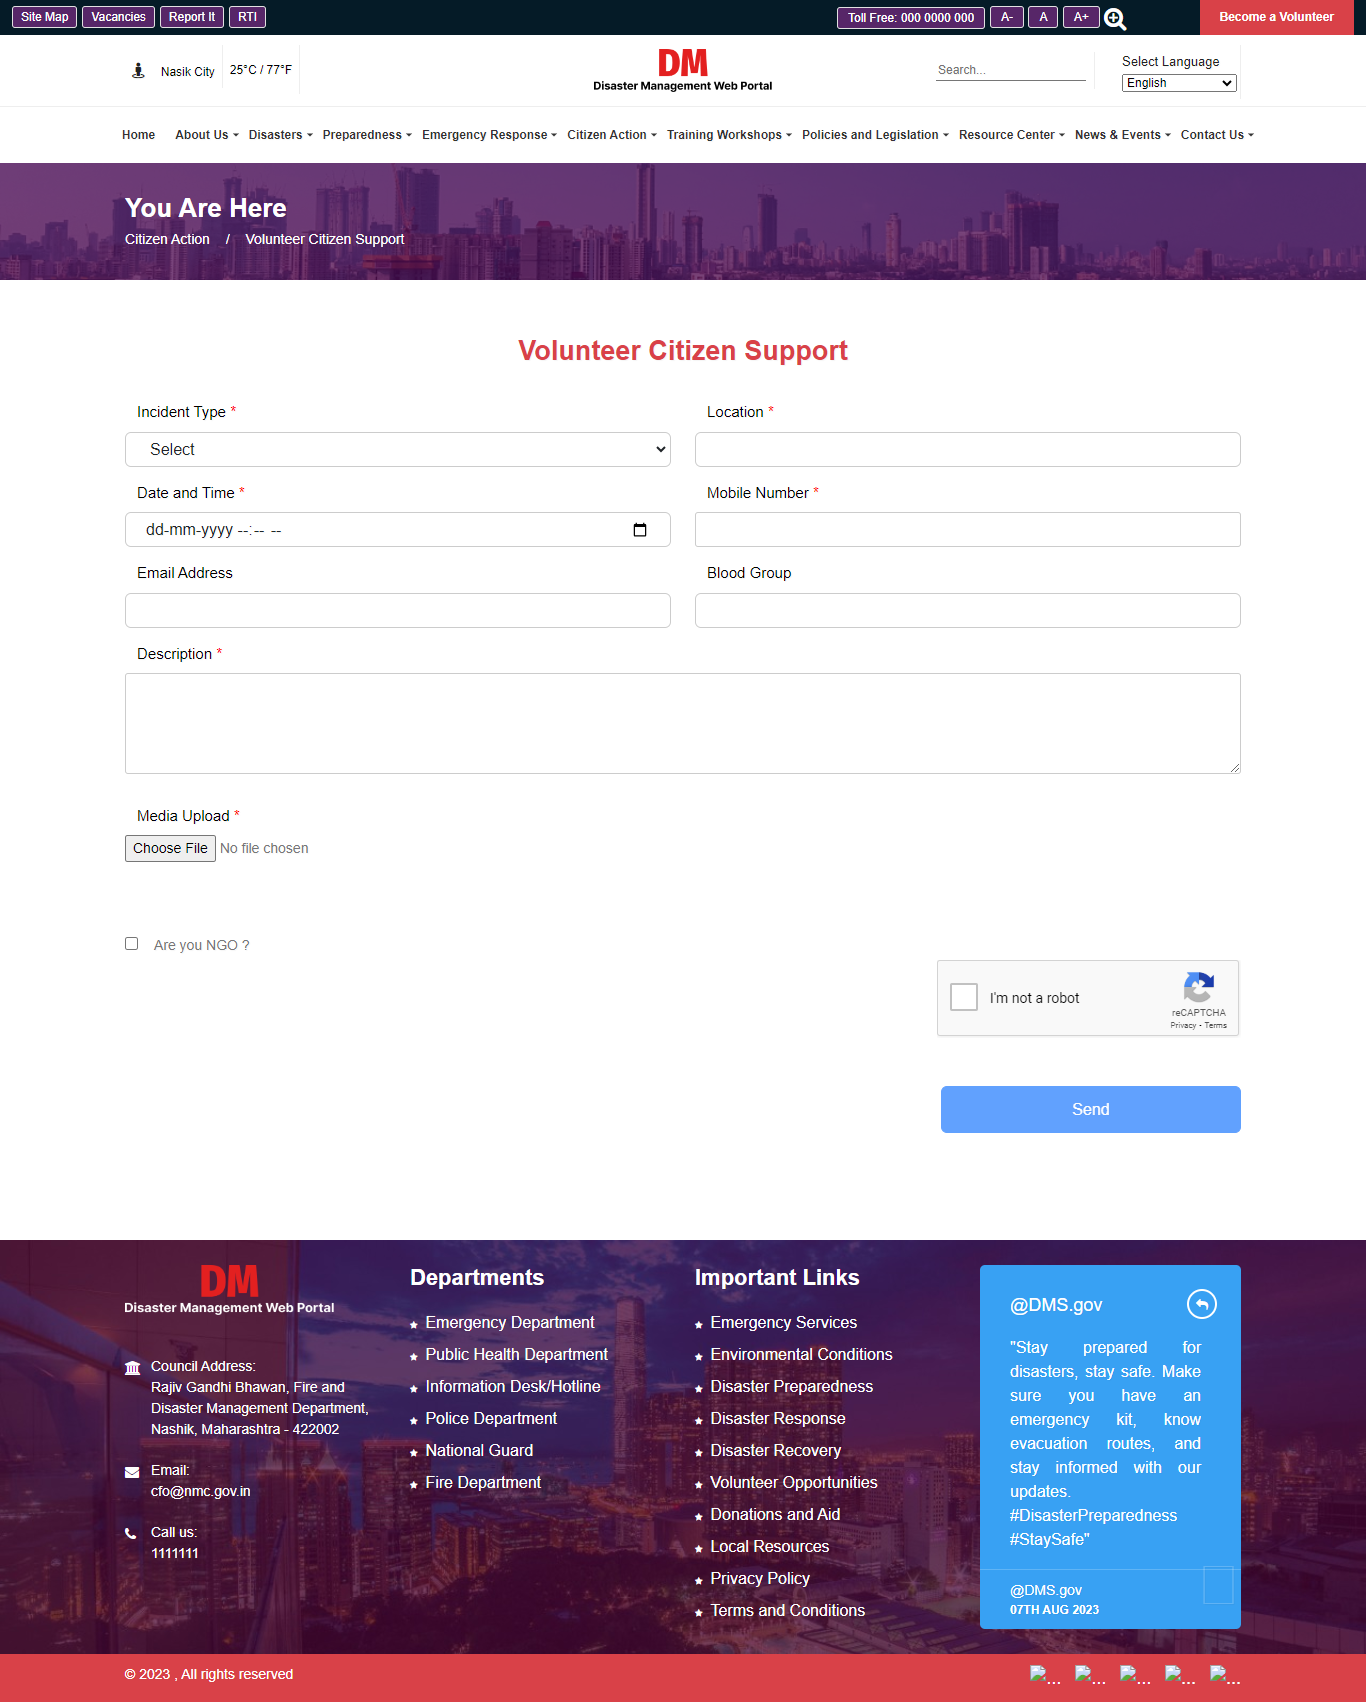 Site Map Vacancies Report It RTI Toll Free: 000 0000 000 A- A A+ Become a Volunteer
Nasik City 25°C / 77°F
DM
Disaster Management Web Portal
Search...
Select Language
English
Home About Us Disasters Preparedness Emergency Response Citizen Action Training Workshops Policies and Legislation Resource Center News & Events Contact Us
You Are Here
Citizen Action / Volunteer Citizen Support
Volunteer Citizen Support
Incident Type * Location *
Select
Date and Time * Mobile Number *
dd-mm-yyyy --:-- --
Email Address Blood Group
Description *
Media Upload *
Choose File No file chosen
Are you NGO ?
I'm not a robot
reCAPTCHA
Privacy - Terms
Send
DM
Disaster Management Web Portal
Council Address:
Rajiv Gandhi Bhawan, Fire and
Disaster Management Department,
Nashik, Maharashtra - 422002
Email:
cfo@nmc.gov.in
Call us:
1111111
Departments
Emergency Department
Public Health Department
Information Desk/Hotline
Police Department
National Guard
Fire Department
Important Links
Emergency Services
Environmental Conditions
Disaster Preparedness
Disaster Response
Disaster Recovery
Volunteer Opportunities
Donations and Aid
Local Resources
Privacy Policy
Terms and Conditions
@DMS.gov
"Stay prepared for
disasters, stay safe. Make
sure you have an
emergency kit, know
evacuation routes, and
stay informed with our
updates.
#DisasterPreparedness
#StaySafe"
@DMS.gov
07TH AUG 2023
© 2023 , All rights reserved
... ... ... ... ...